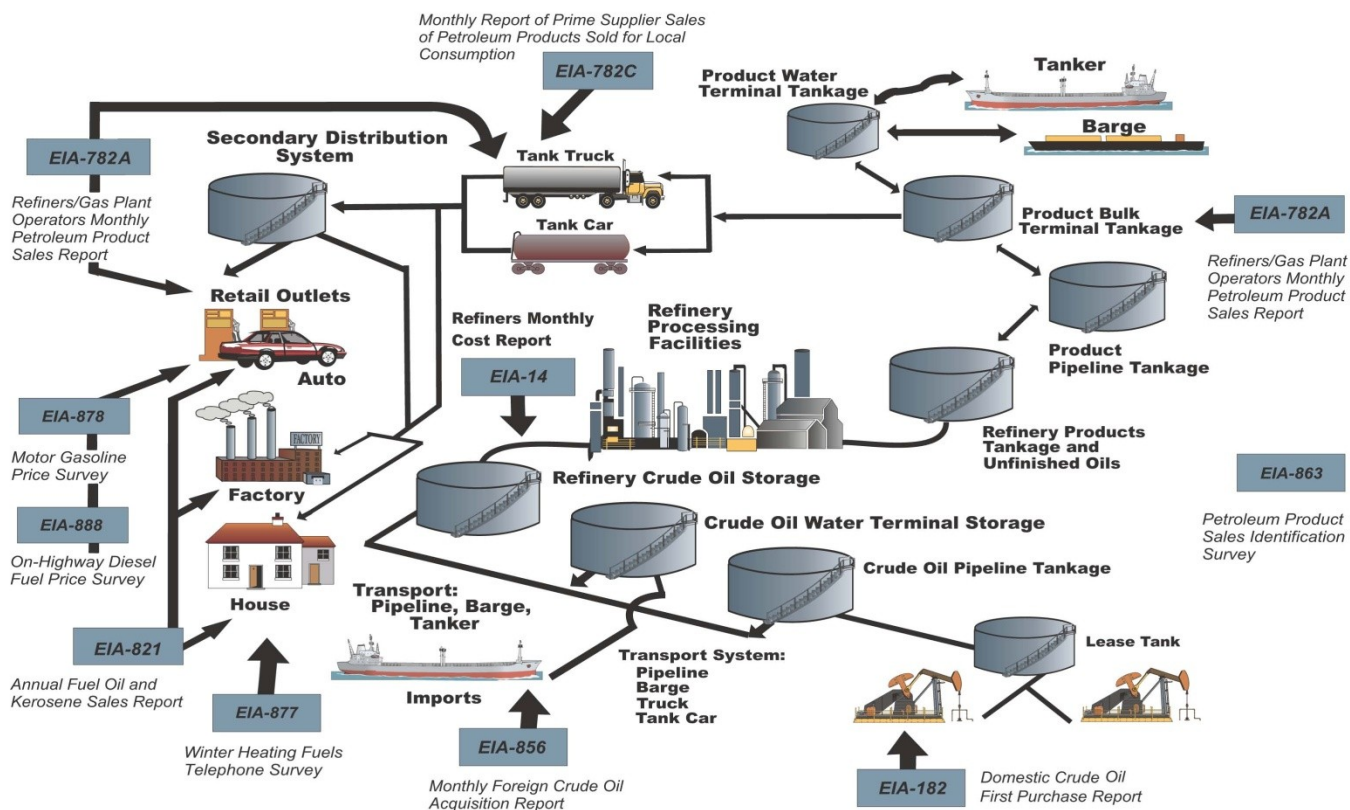 Monthly Report of Prime Supplier Sales
of Petroleum Products Sold for Local
Consumption
EIA-782C
Product Water
Terminal Tankage
Tanker
Barge
EIA-782A
Refiners/Gas Plant
Operators Monthly
Petroleum Product
Sales Report
Secondary Distribution
System
Tank Truck
Tank Car
Product Bulk
Terminal Tankage
EIA-782A
Refiners/Gas Plant
Operators Monthly
Petroleum Product
Sales Report
Retail Outlets
Auto
Refiners Monthly
Cost Report
EIA-14
Refinery
Processing
Facilities
Product
Pipeline Tankage
EIA-878
Motor Gasoline
Price Survey
FACTORY
Factory
Refinery Crude Oil Storage
Refinery Products
Tankage and
Unfinished Oils
EIA-863
Petroleum Product
Sales Identification
Survey
EIA-888
On-Highway Diesel
Fuel Price Survey
House
Crude Oil Water Terminal Storage
Crude Oil Pipeline Tankage
Transport:
Pipeline, Barge,
Tanker
Imports
EIA-821
Annual Fuel Oil and
Kerosene Sales Report
Transport System:
Pipeline
Barge
Truck
Tank Car
Lease Tank
EIA-877
Winter Heating Fuels
Telephone Survey
EIA-856
Monthly Foreign Crude Oil
Acquisition Report
EIA-182
Domestic Crude Oil
First Purchase Report